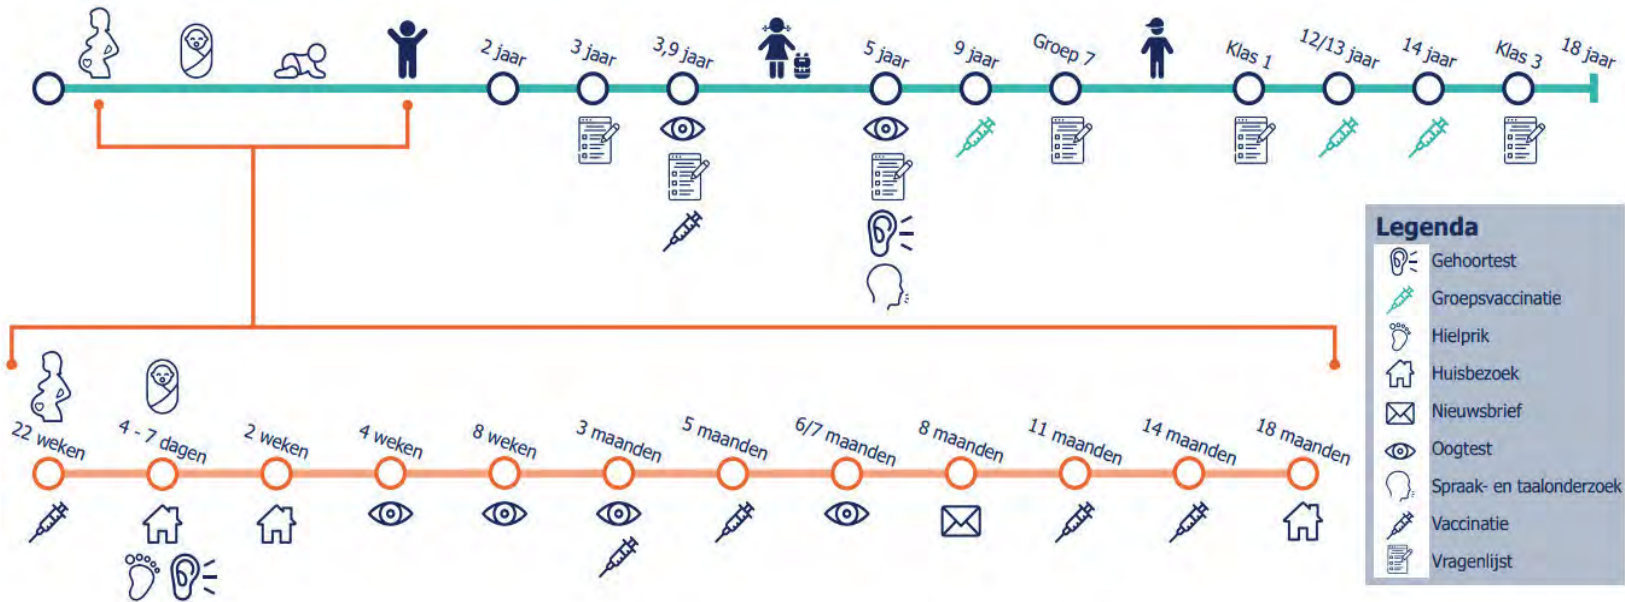 2 jaar
3 jaar
3,9 jaar
5 jaar
9 jaar
Groep 7
Klas 1
12/13 jaar
14 jaar
Klas 3
18 jaar
Legenda
Gehoortest
Groepsvaccinatie
Hielprik
Huisbezoek
Nieuwsbrief
Oogtest
Spraak- en taalonderzoek
Vaccinatie
Vragenlijst
22 weken
4 - 7 dagen
2 weken
4 weken
8 weken
3 maanden
5 maanden
6/7 maanden
8 maanden
11 maanden
14 maanden
18 maanden